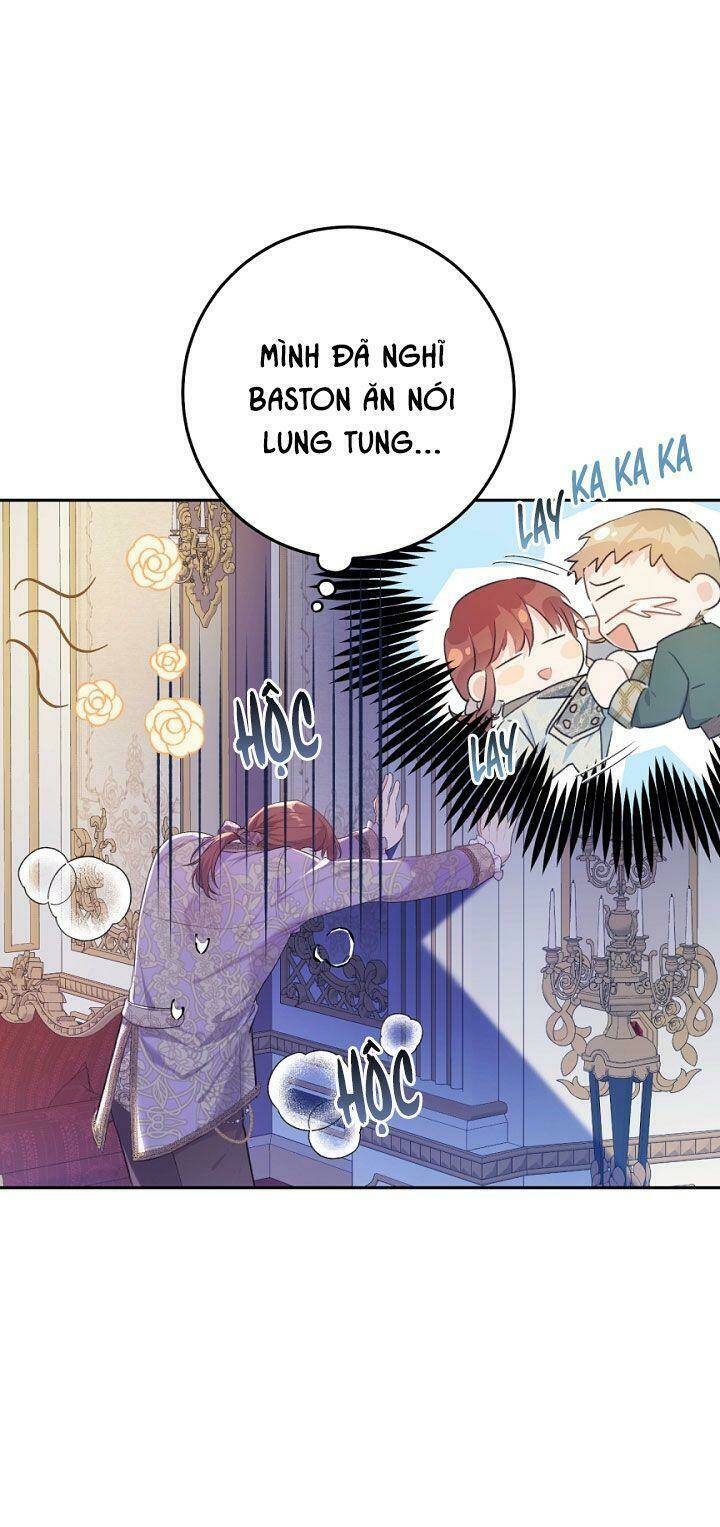 MÌNH ĐÃ NGHĨ
BASTON ĂN NÓI
LUNG TUNG...
KA KA KA
LAY
HỘC
LAY
HỘC